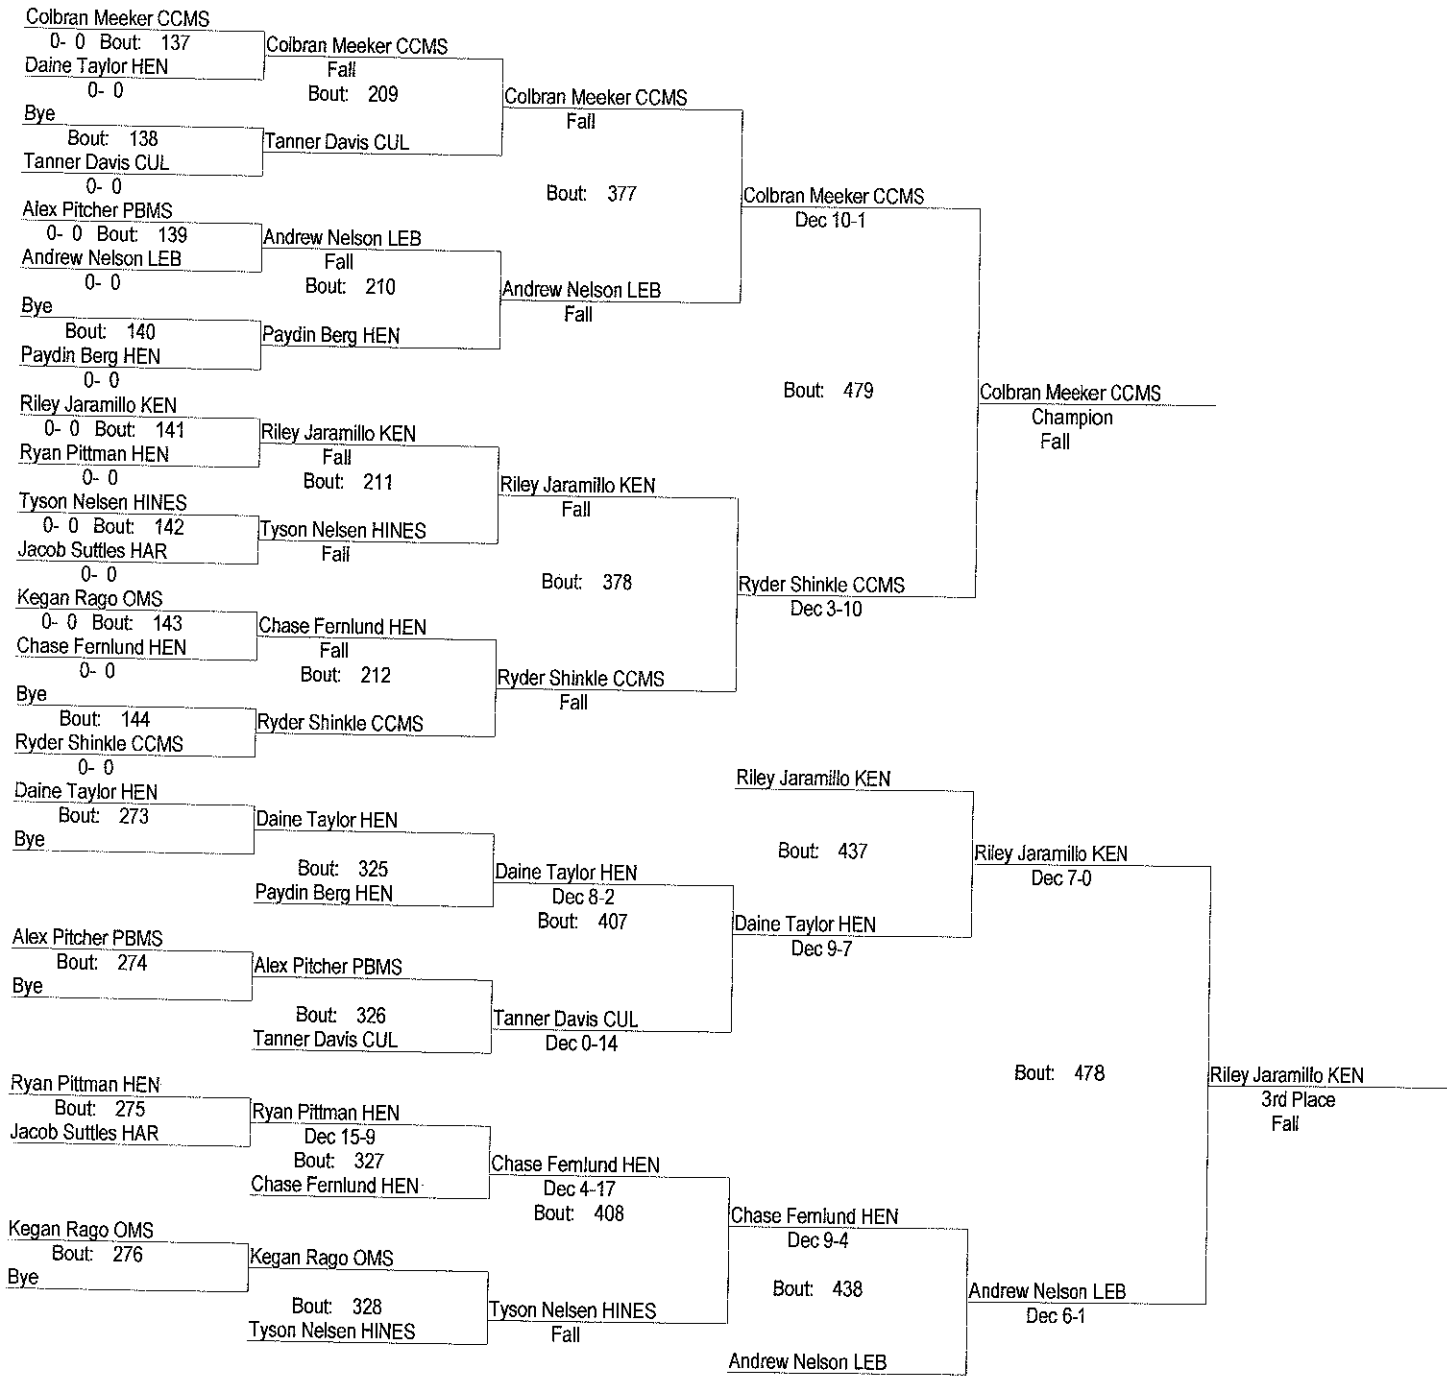 Colbran Meeker CCMS
0- 0 Bout: 137
Daine Taylor HEN
0- 0
Bye
Bout: 138
Tanner Davis CUL
0- 0
Alex Pitcher PBMS
0- 0 Bout: 139
Andrew Nelson LEB
0- 0
Bye
Bout: 140
Paydin Berg HEN
0- 0
Riley Jaramillo KEN
0- 0 Bout: 141
Ryan Pittman HEN
0- 0
Tyson Nelsen HINES
0- 0 Bout: 142
Jacob Suttles HAR
0- 0
Kegan Rago OMS
0- 0 Bout: 143
Chase Fernlund HEN
0- 0
Bye
Bout: 144
Ryder Shinkle CCMS
0- 0
Colbran Meeker CCMS
Fall
Bout: 209
Tanner Davis CUL
Andrew Nelson LEB
Fall
Bout: 210
Paydin Berg HEN
Riley Jaramillo KEN
Fall
Bout: 211
Tyson Nelsen HINES
Fall
Chase Fernlund HEN
Fall
Bout: 212
Ryder Shinkle CCMS
Colbran Meeker CCMS
Fall
Bout: 377
Andrew Nelson LEB
Fall
Riley Jaramillo KEN
Fall
Bout: 378
Ryder Shinkle CCMS
Fall
Colbran Meeker CCMS
Dec 10-1
Bout: 479
Ryder Shinkle CCMS
Dec 3-10
Colbran Meeker CCMS
Champion
Fall
Daine Taylor HEN
Bout: 273
Bye
Alex Pitcher PBMS
Bout: 274
Bye
Ryan Pittman HEN
Bout: 275
Jacob Suttles HAR
Kegan Rago OMS
Bout: 276
Bye
Daine Taylor HEN
Bout: 325
Paydin Berg HEN
Alex Pitcher PBMS
Bout: 326
Tanner Davis CUL
Ryan Pittman HEN
Dec 15-9
Bout: 327
Chase Fernlund HEN
Kegan Rago OMS
Bout: 328
Tyson Nelsen HINES
Daine Taylor HEN
Dec 8-2
Bout: 407
Tanner Davis CUL
Dec 0-14
Chase Fernlund HEN
Dec 4-17
Bout: 408
Tyson Nelsen HINES
Fall
Riley Jaramillo KEN
Bout: 437
Daine Taylor HEN
Dec 9-7
Chase Fernlund HEN
Dec 9-4
Bout: 438
Andrew Nelson LEB
Riley Jaramillo KEN
Dec 7-0
Bout: 478
Andrew Nelson LEB
Dec 6-1
Riley Jaramillo KEN
3rd Place
Fall